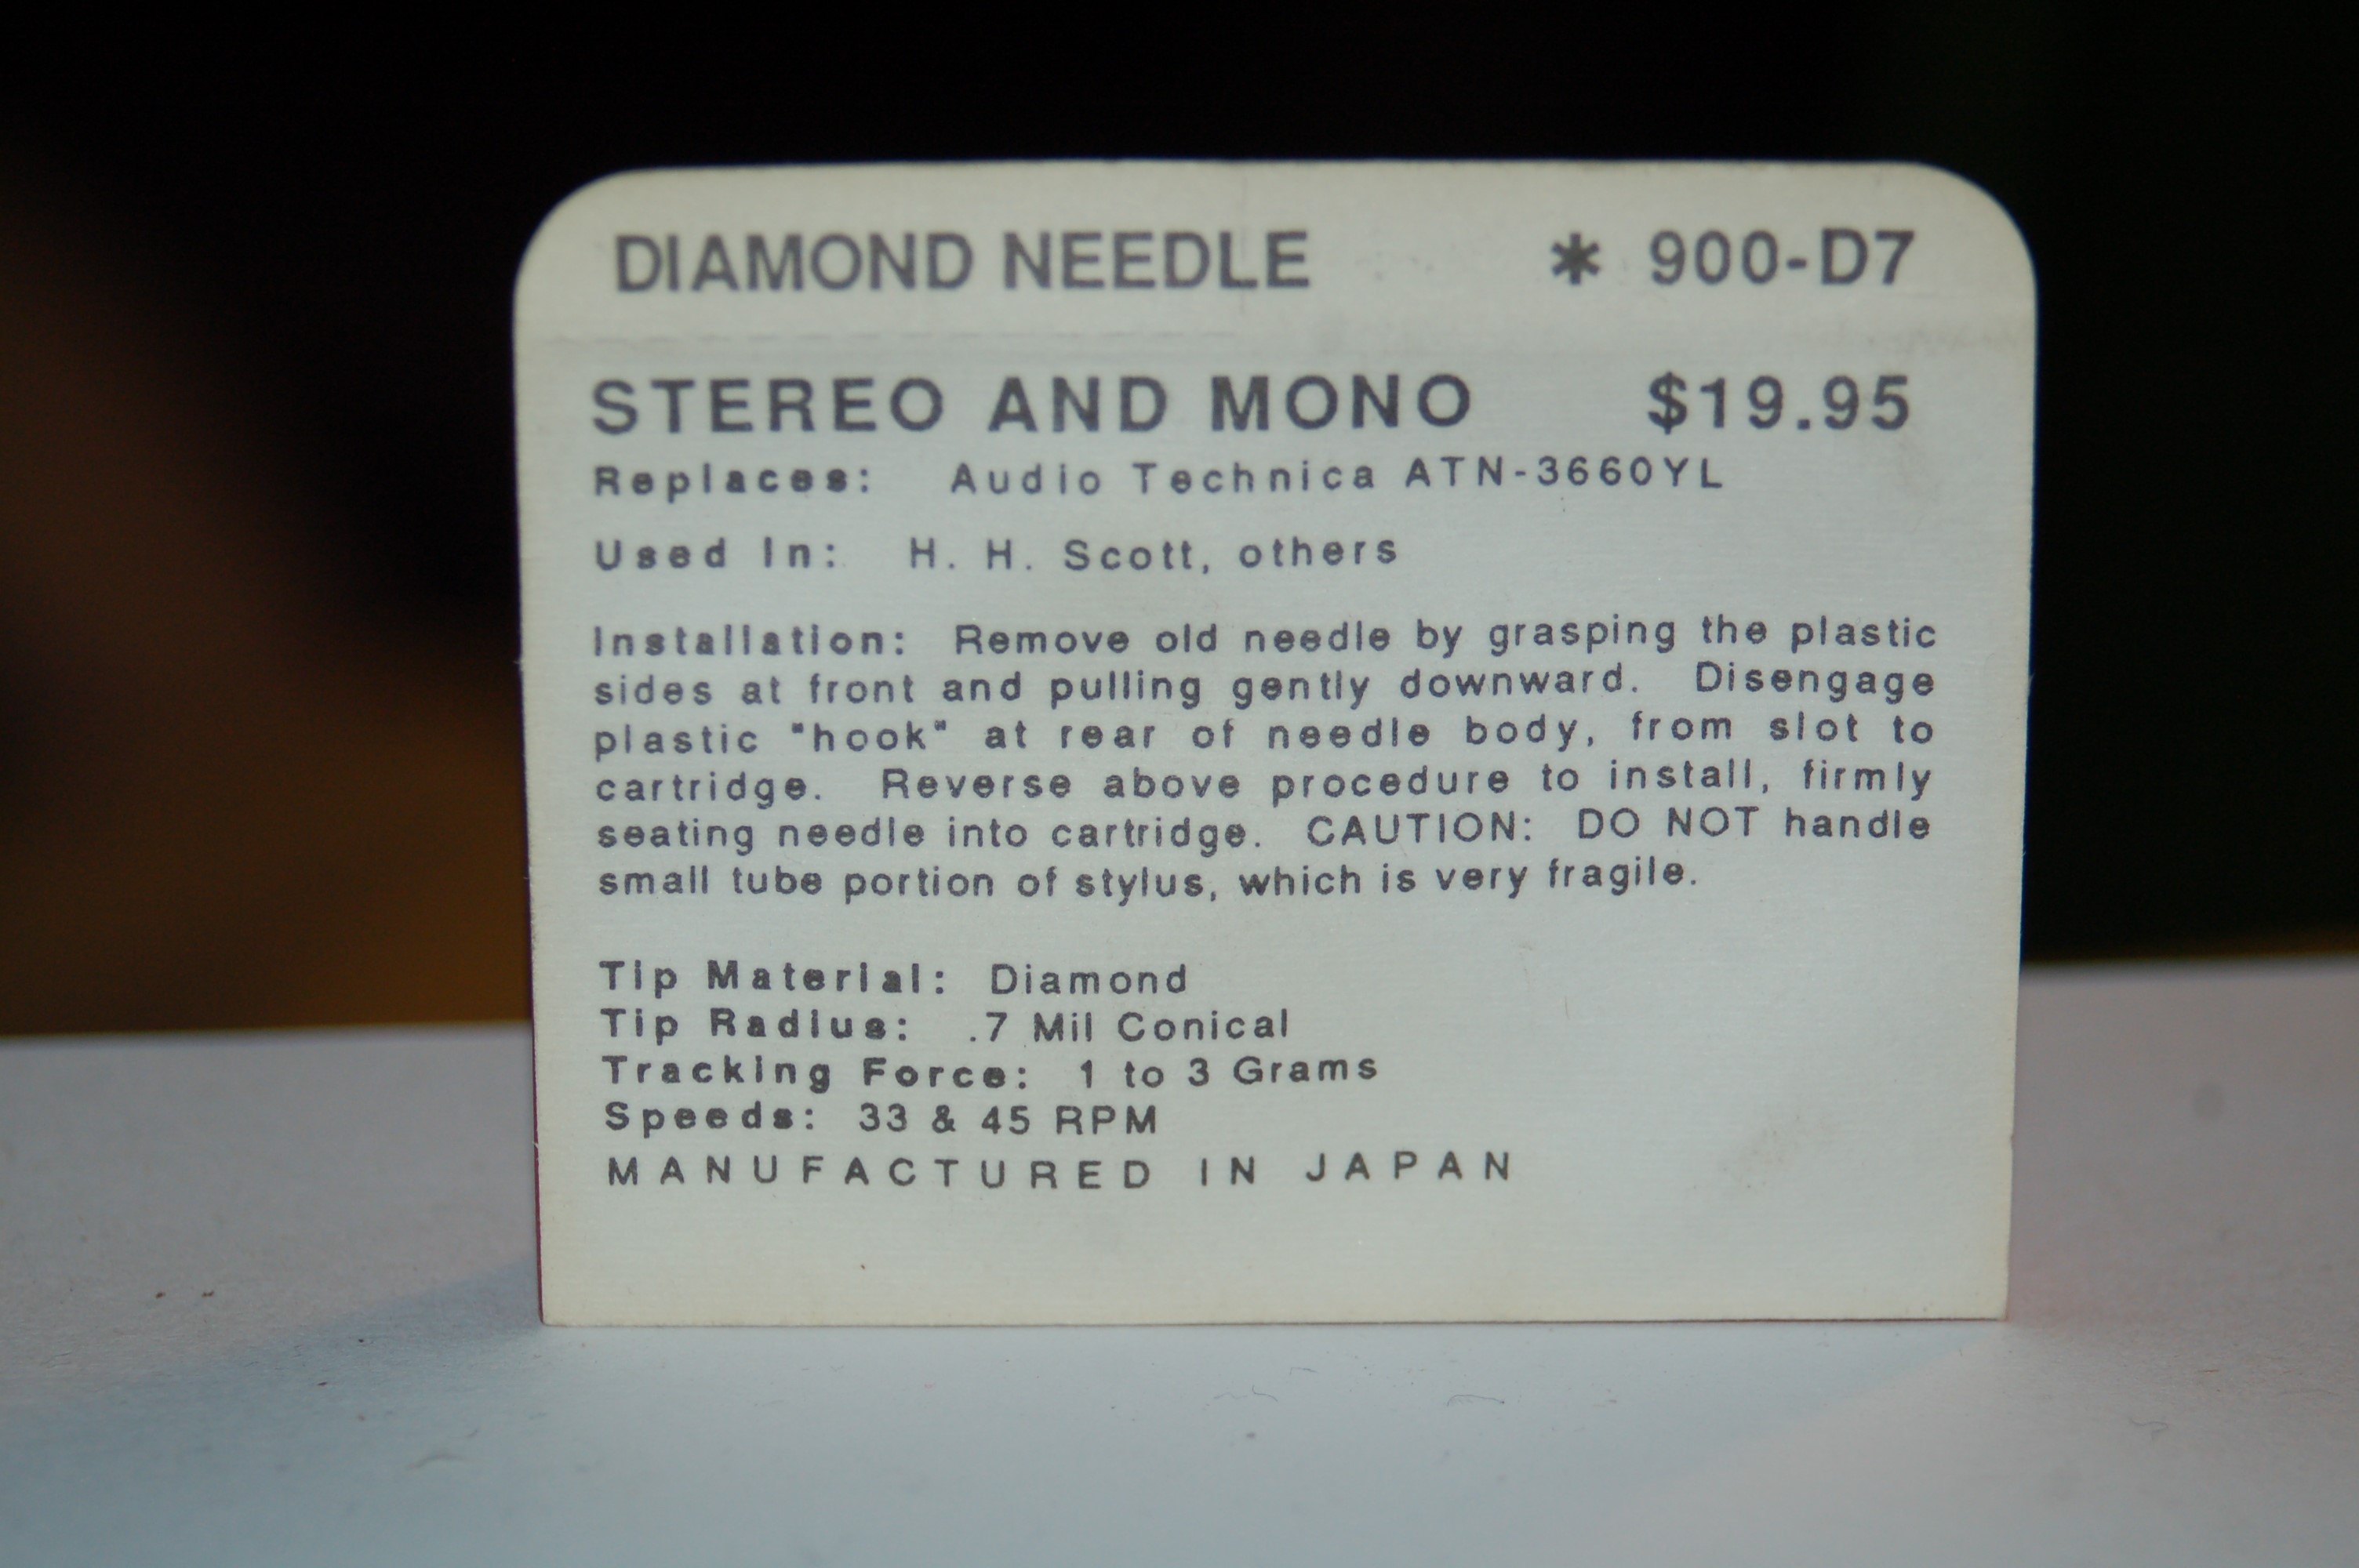 DIAMOND NEEDLE * 900-D7
STEREO AND MONO $19.95
Replaces: Audio Technica ATN-3660YL
Used In: H. H. Scott, others
Installation: Remove old needle by grasping the plastic
sides at front and pulling gently downward. Disengage
plastic "hook" at rear of needle body, from slot to
cartridge. Reverse above procedure to install, firmly
seating needle into cartridge. CAUTION: DO NOT handle
small tube portion of stylus, which is very fragile.
Tip Material: Diamond
Tip Radius: .7 Mil Conical
Tracking Force: 1 to 3 Grams
Speeds: 33 & 45 RPM
MANUFACTURED IN JAPAN